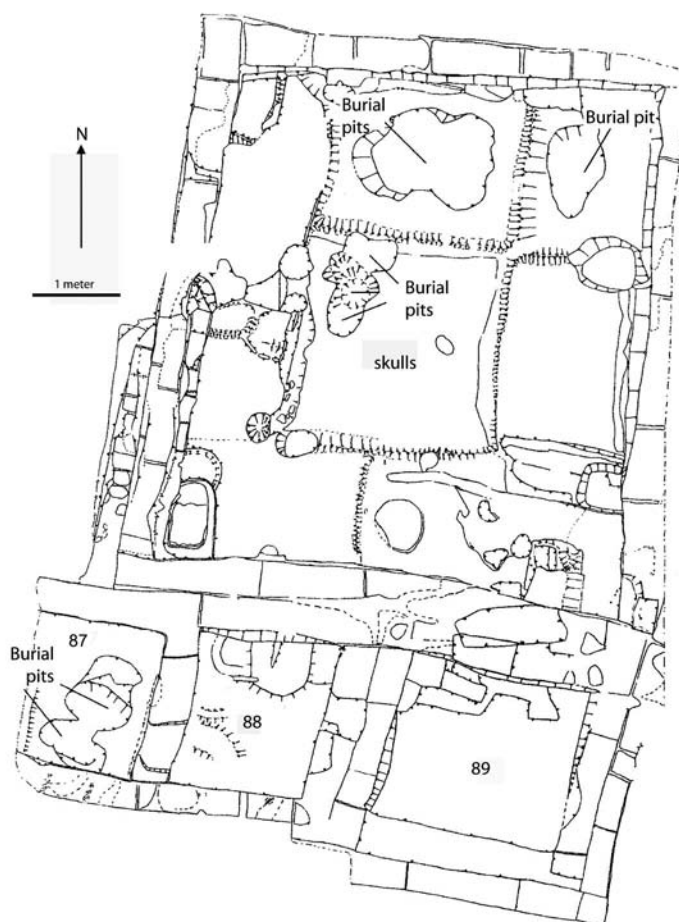 Burial
pits
Burial pit
N
1 meter
Burial
pits
skulls
87
Burial
pits
88
89